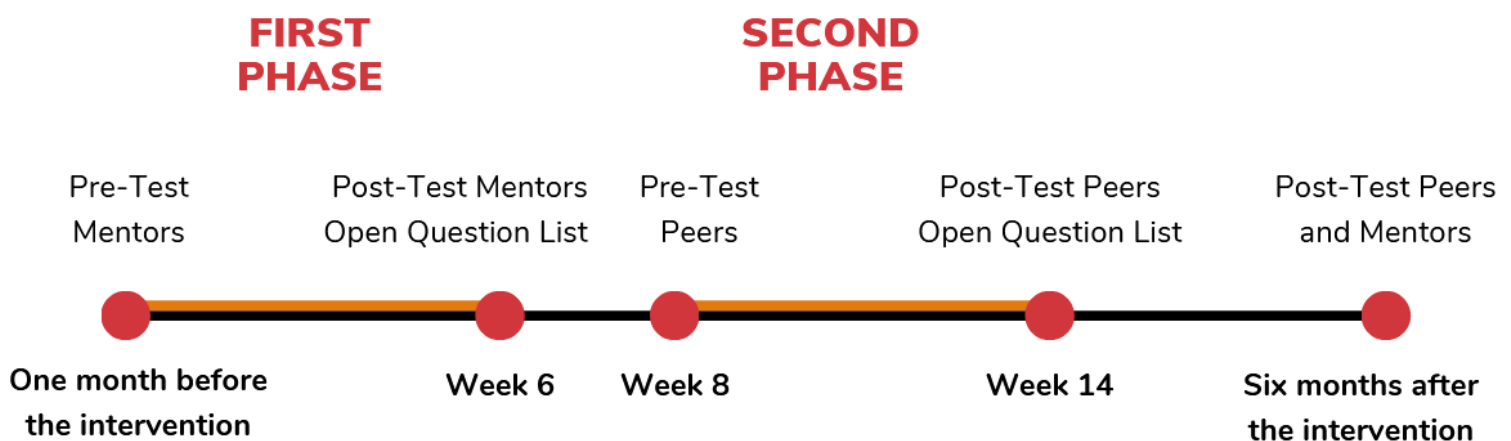 FIRST
PHASE
SECOND
PHASE
Pre-Test
Mentors
Post-Test Mentors
Open Question List
Pre-Test
Peers
Post-Test Peers
Open Question List
Post-Test Peers
and Mentors
One month before
the intervention
Week 6
Week 8
Week 14
Six months after
the intervention